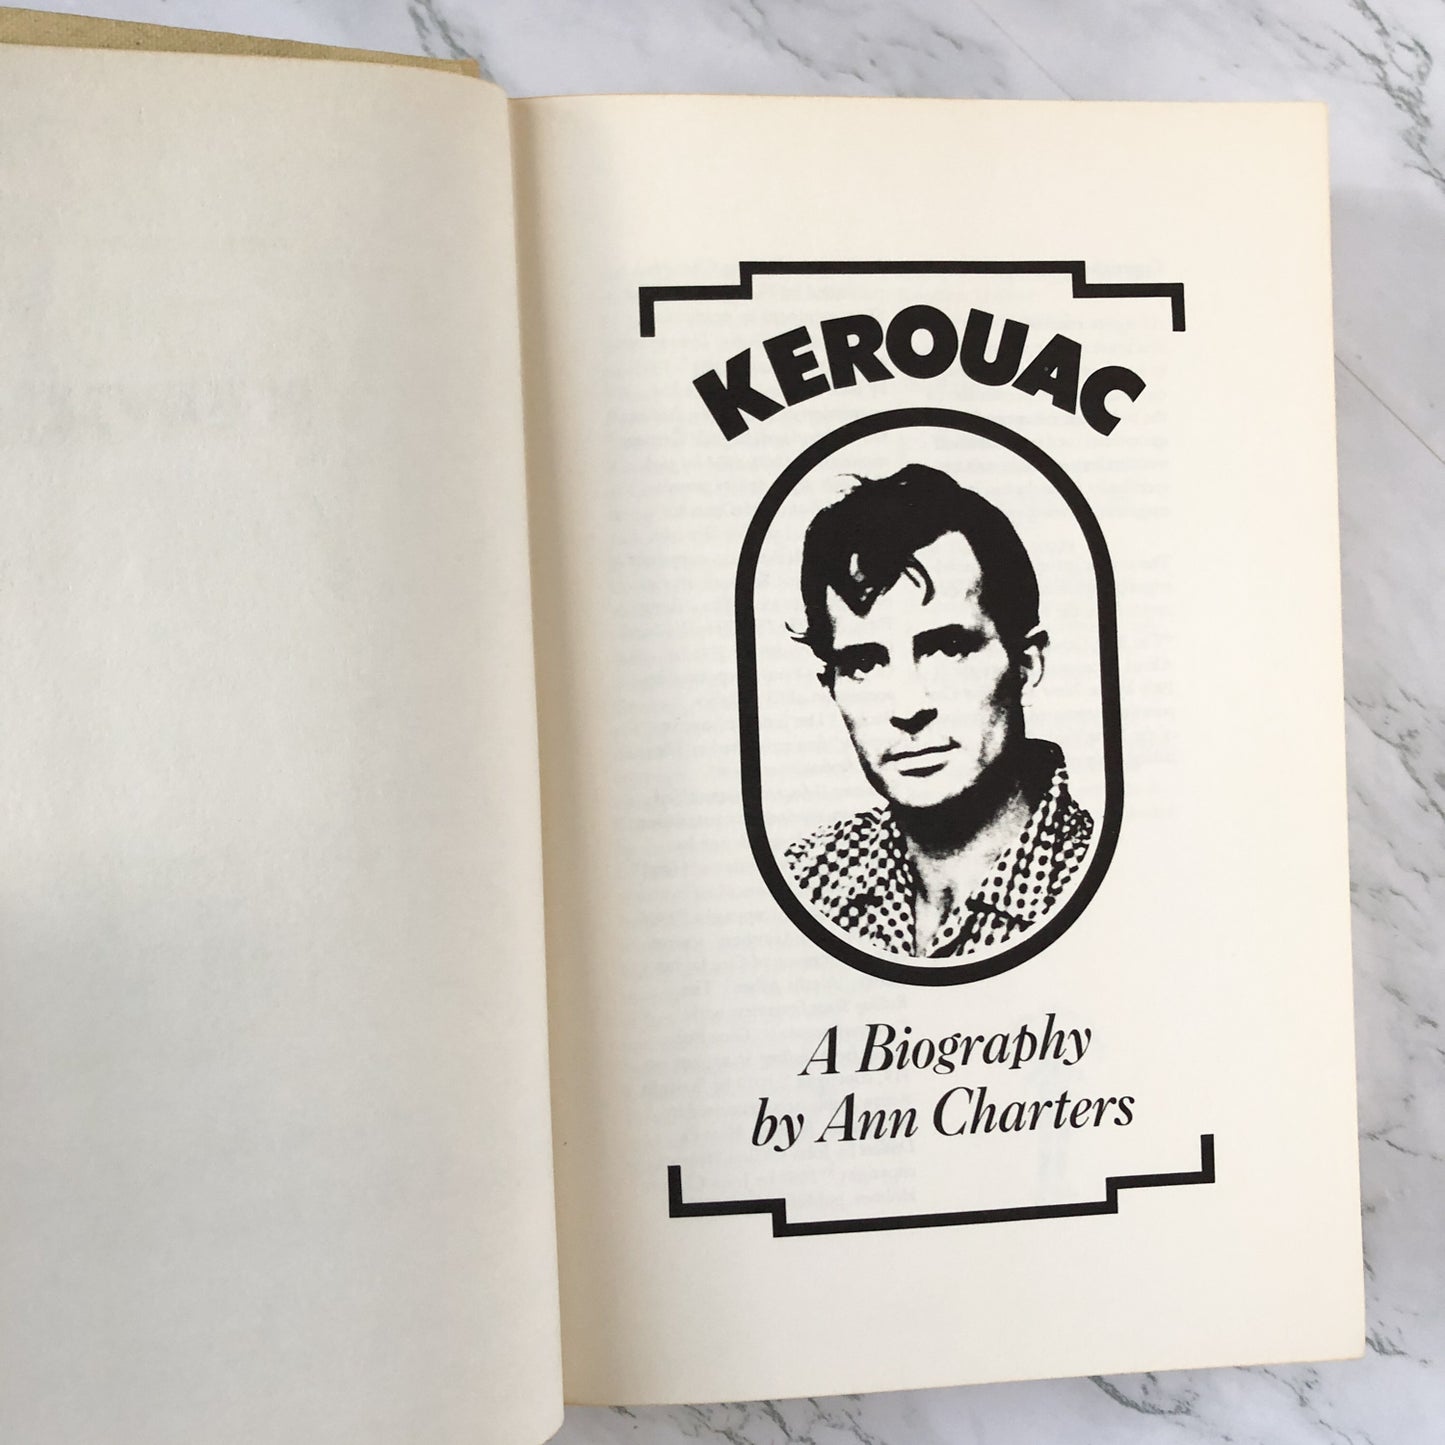 KEROUAC
A Biography
by Ann Charters